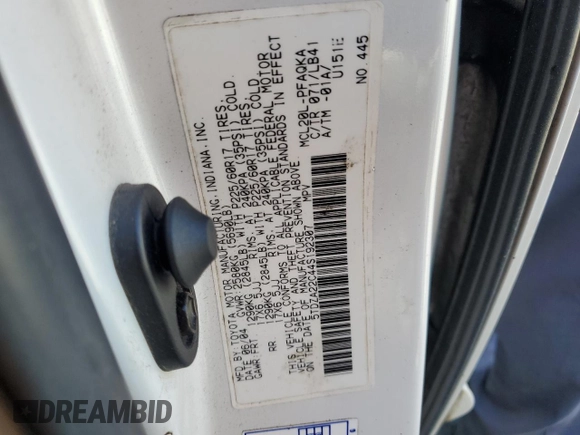 MFD.BY:TOYOTA MOTOR MANUFACTURING,INDIANA,INC.
DATE 06/04 GVWR 2580KG (5690LB)
GAWR FRT 1290KG (2845LB) WITH P225/60R17 TIRES,
17X6.5JJ RIMS,AT 240KPA (35PSI) COLD.
RR 1290KG (2845LB) WITH P225/60R17 TIRES,
17X6.5JJ RIMS,AT 240KPA (35PSI) COLD.
THIS VEHICLE CONFORMS TO ALL APPLICABLE FEDERAL MOTOR
VEHICLE SAFETY AND THEFT PREVENTION STANDARDS IN EFFECT
ON THE DATE OF MANUFACTURE SHOWN ABOVE.
5TDZA22C44S192307 MPV
MCL20L-PFAQKA
C/TR 071/LB41
A/TM -01A/
U151E
NO.445
DREAMBID